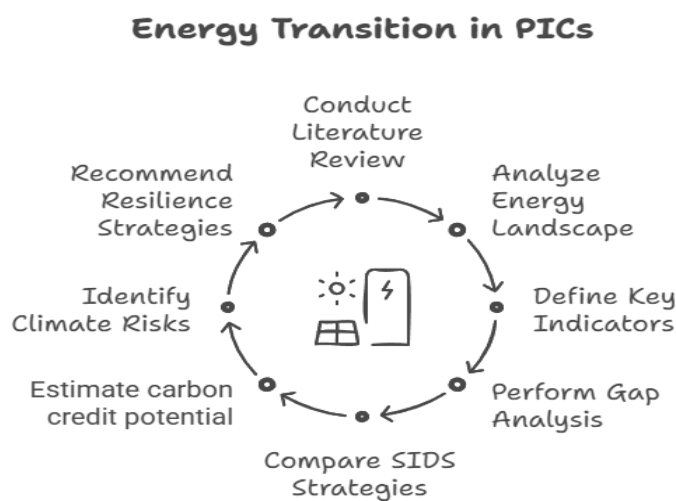 Energy Transition in PICs
Conduct
Literature
Review
Analyze
Energy
Landscape
Define Key
Indicators
Perform Gap
Analysis
Compare SIDS
Strategies
Estimate carbon
credit potential
Identify
Climate Risks
Recommend
Resilience
Strategies